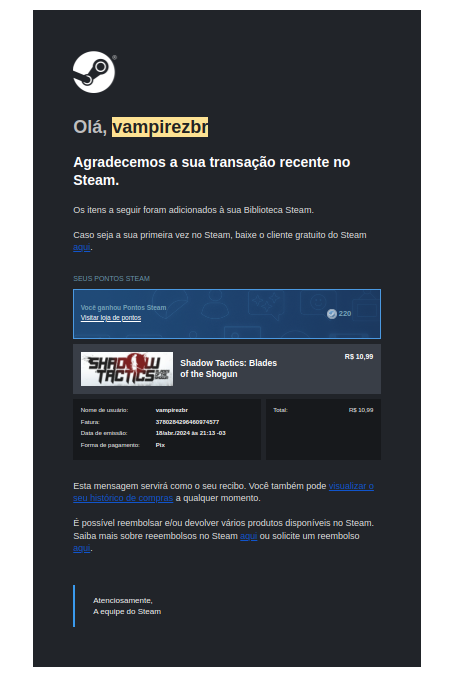 Olá, vampirezbr
Agradecemos a sua transação recente no
Steam.
Os itens a seguir foram adicionados à sua Biblioteca Steam.
Caso seja a sua primeira vez no Steam, baixe o cliente gratuito do Steam
aqui.
SEUS PONTOS STEAM
Você ganhou Pontos Steam
Visitar loja de pontos
220
SHADOW
TACTICS
Shadow Tactics: Blades
of the Shogun
R$ 10,99
Nome de usuário: vampirezbr
Fatura: 3780284296460974577
Data de emissão: 18/abr./2024 às 21:13 -03
Forma de pagamento: Pix
Total: R$ 10,99
Esta mensagem servirá como o seu recibo. Você também pode visualizar o
seu histórico de compras a qualquer momento.
É possível reembolsar e/ou devolver vários produtos disponíveis no Steam.
Saiba mais sobre reeembolsos no Steam aqui ou solicite um reembolso
aqui.
Atenciosamente,
A equipe do Steam